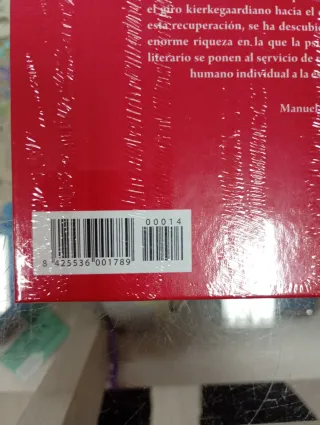 el giro kierkegaardiano hacia el
esta recuperación, se ha descubi
enorme riqueza en la que la psi
literario se ponen al servicio de
humano individual a la
Manuel
00014
8 425536 001789